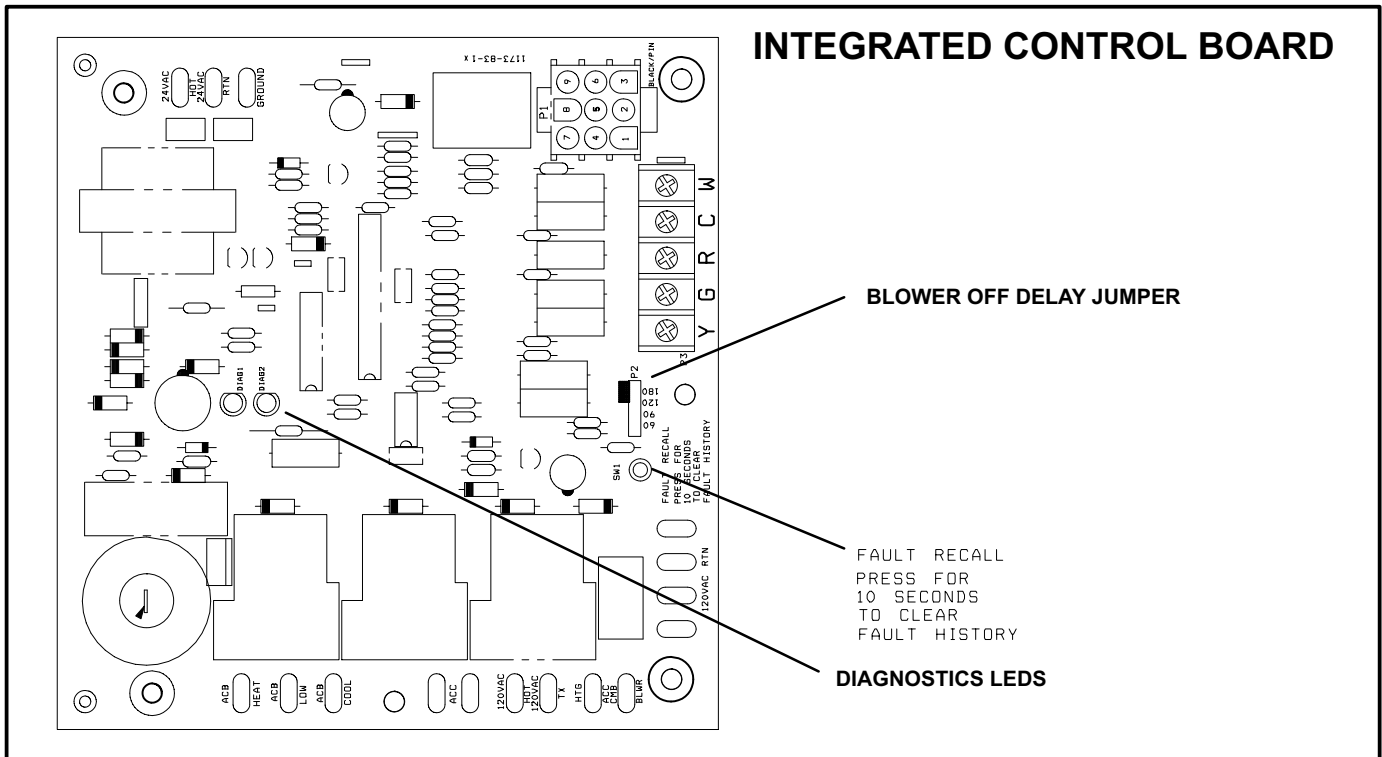 INTEGRATED CONTROL BOARD
1173-83-1x
BLACK/PIN
24VAC
HOT
24VAC
RTN
GROUND
P1
9 6 3
8 5 2
7 4 1
W
C
R
G
Y
P3
BLOWER OFF DELAY JUMPER
P2
180
120
90
60
DIAG1
DIAG2
SW1
FAULT RECALL
PRESS FOR
10 SECONDS
TO CLEAR
FAULT HISTORY
FAULT RECALL
PRESS FOR
10 SECONDS
TO CLEAR
FAULT HISTORY
DIAGNOSTICS LEDS
120VAC RTN
ACB
HEAT
ACB
LOW
ACB
COOL
ACC
120VAC
HOT
120VAC
TX
HTG
ACC
CMB
BLWR